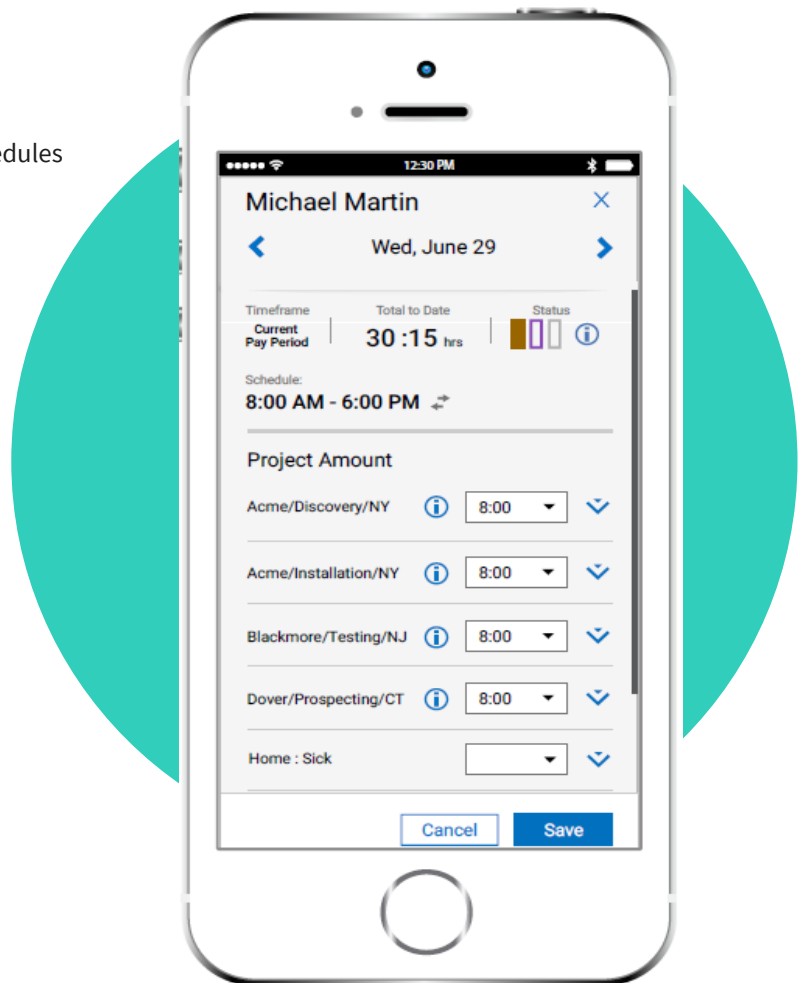 edules
12:30 PM
Michael Martin
Wed, June 29
Timeframe Total to Date Status
Current
Pay Period
30 :15 hrs
Schedule:
8:00 AM - 6:00 PM
Project Amount
Acme/Discovery/NY 8:00
Acme/Installation/NY 8:00
Blackmore/Testing/NJ 8:00
Dover/Prospecting/CT 8:00
Home : Sick
Cancel Save